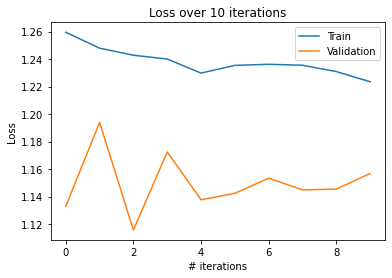 Loss over 10 iterations
Train
Validation
Loss
1.26
1.24
1.22
1.20
1.18
1.16
1.14
1.12
0 2 4 6 8
# iterations